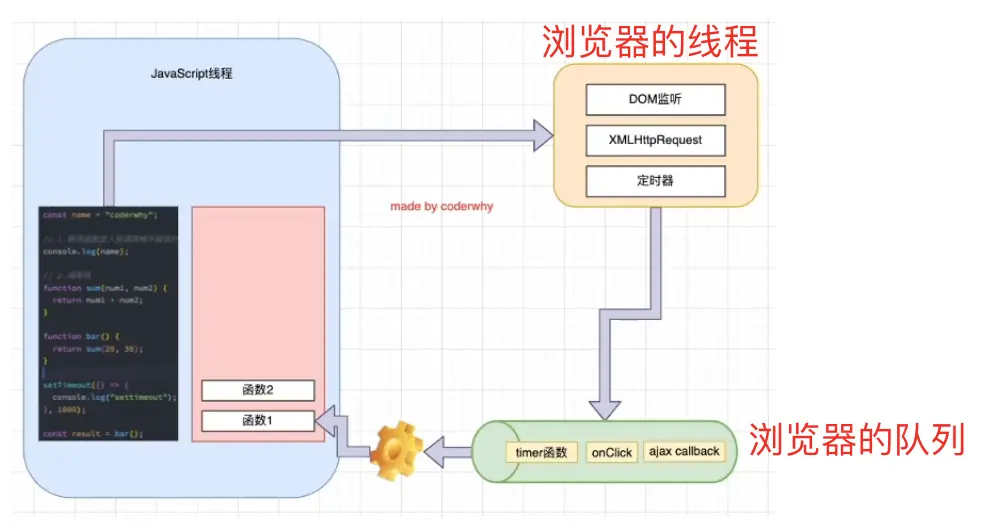 浏览器的线程
JavaScript线程
DOM监听
XMLHttpRequest
定时器
made by coderwhy
const name = "coderwhy";
console.log(name);
function sum(num1, num2) {
return num1 + num2;
}
function bar() {
return sum(20, 30);
}
setTimeout(() => {
console.log("settimeout");
}, 1000);
const result = bar();
函数2
函数1
timer函数
onClick
ajax callback
浏览器的队列